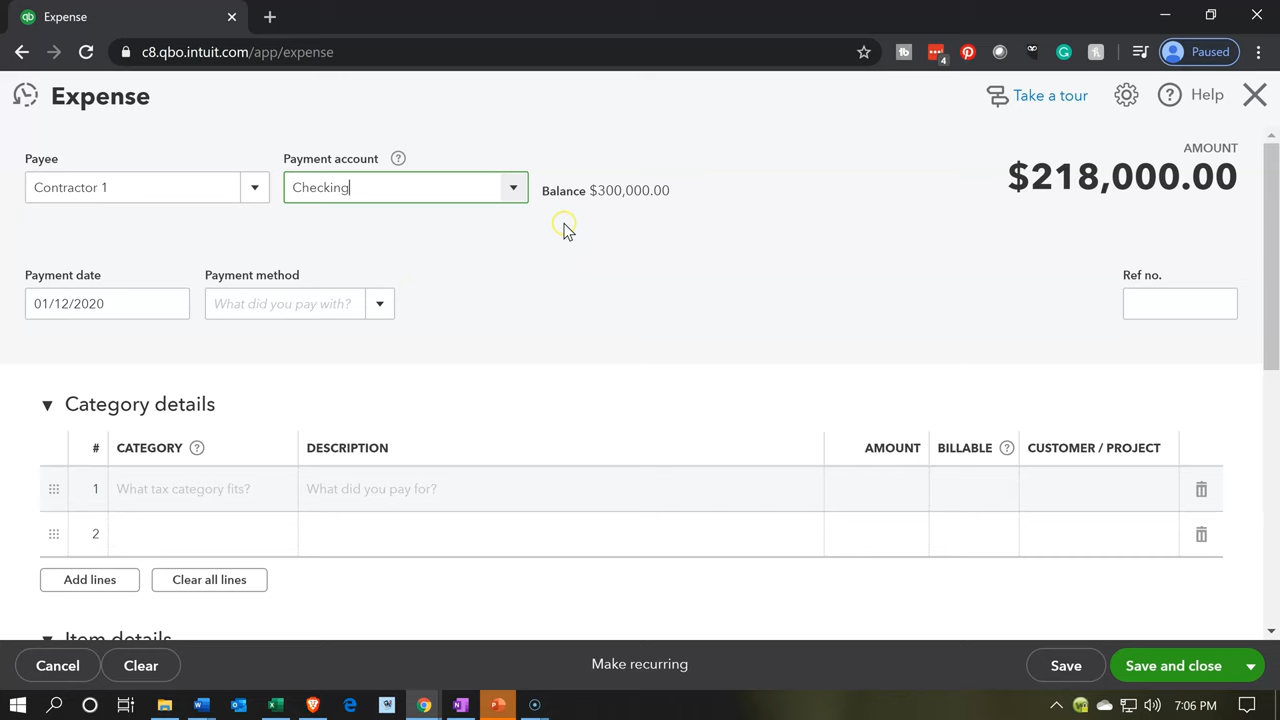 Expense
c8.qbo.intuit.com/app/expense
4
Paused
Expense
Take a tour
Help
Payee
Payment account
AMOUNT
Contractor 1
Checking
Balance $300,000.00
$218,000.00
Payment date
Payment method
Ref no.
01/12/2020
What did you pay with?
Category details
# CATEGORY DESCRIPTION AMOUNT BILLABLE CUSTOMER / PROJECT
1 What tax category fits? What did you pay for?
2
Add lines
Clear all lines
Item details
Cancel
Clear
Make recurring
Save
Save and close
7:06 PM